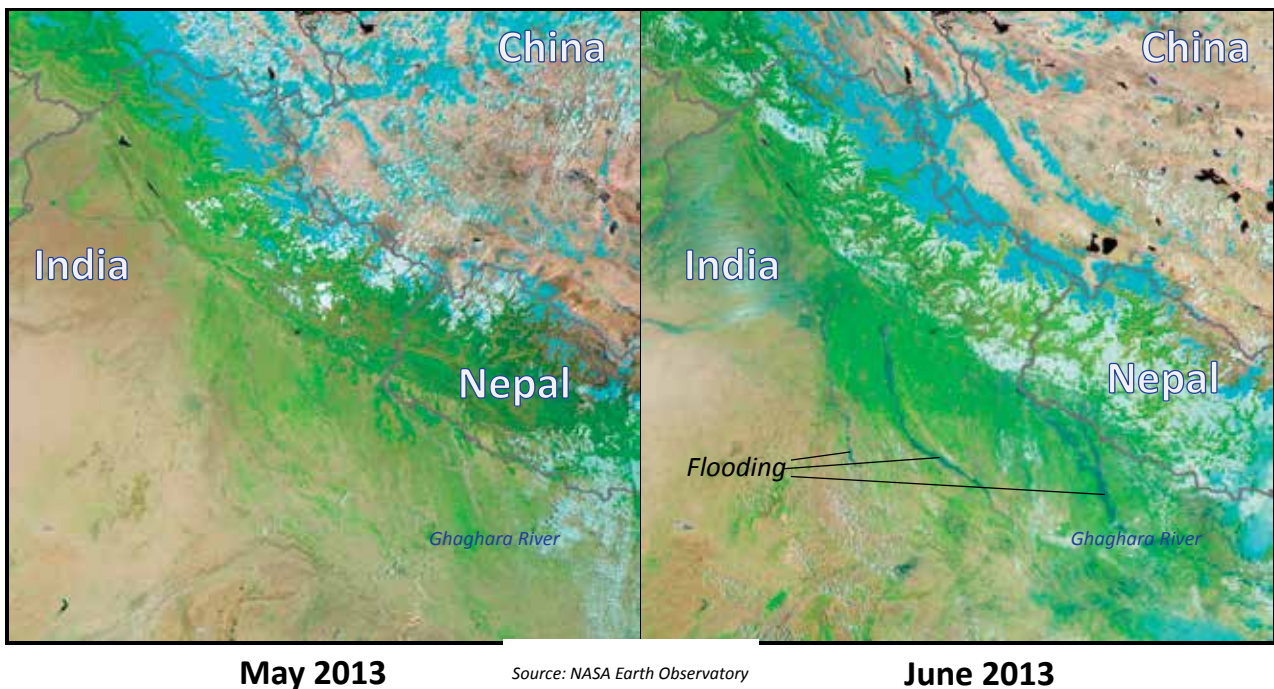 China
India
Nepal
Ghaghara River
China
India
Nepal
Flooding
Ghaghara River
May 2013
Source: NASA Earth Observatory
June 2013